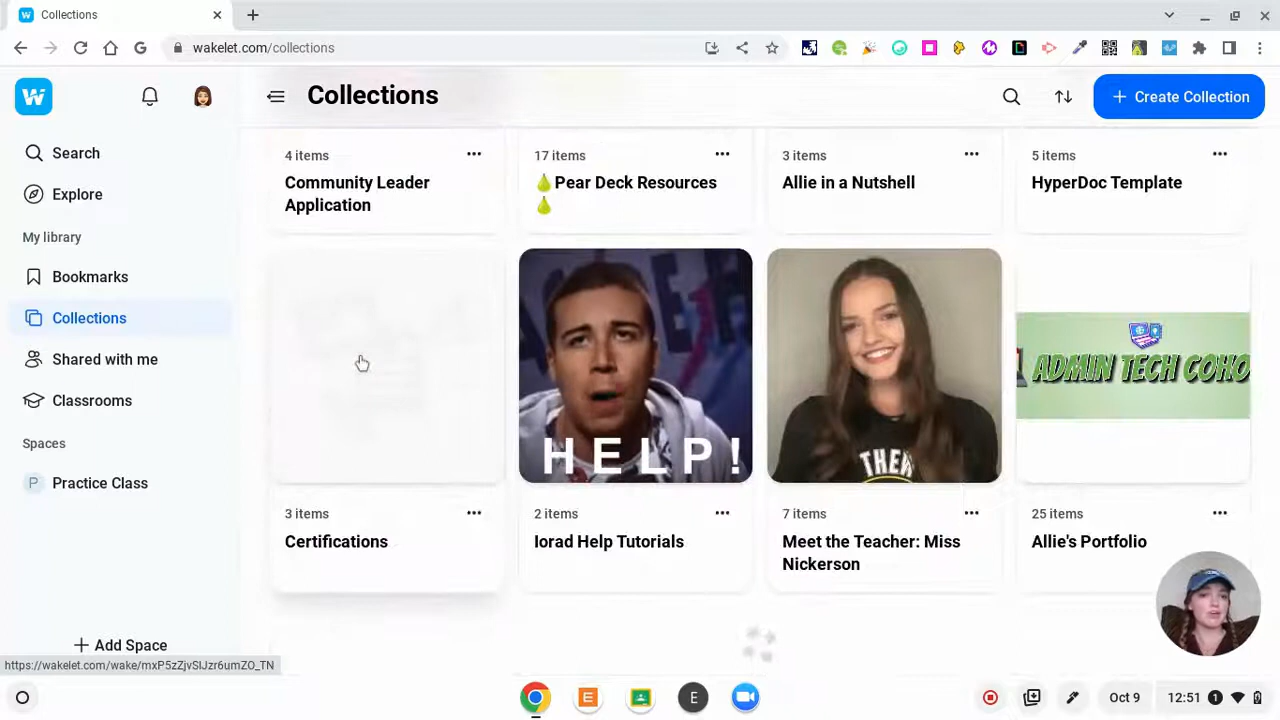 Collections
wakelet.com/collections
Collections
Create Collection
Search
Explore
My library
Bookmarks
Collections
Shared with me
Classrooms
Spaces
P Practice Class
Add Space
4 items
Community Leader
Application
17 items
🍐Pear Deck Resources
🍐
3 items
Allie in a Nutshell
5 items
HyperDoc Template
HELP!
THEM
ADMIN TECH COHO
3 items
Certifications
2 items
Iorad Help Tutorials
7 items
Meet the Teacher: Miss
Nickerson
25 items
Allie's Portfolio
https://wakelet.com/wake/mxP5zZjvSIJzr6umZO_TN
E
E
Oct 9
12:51
1